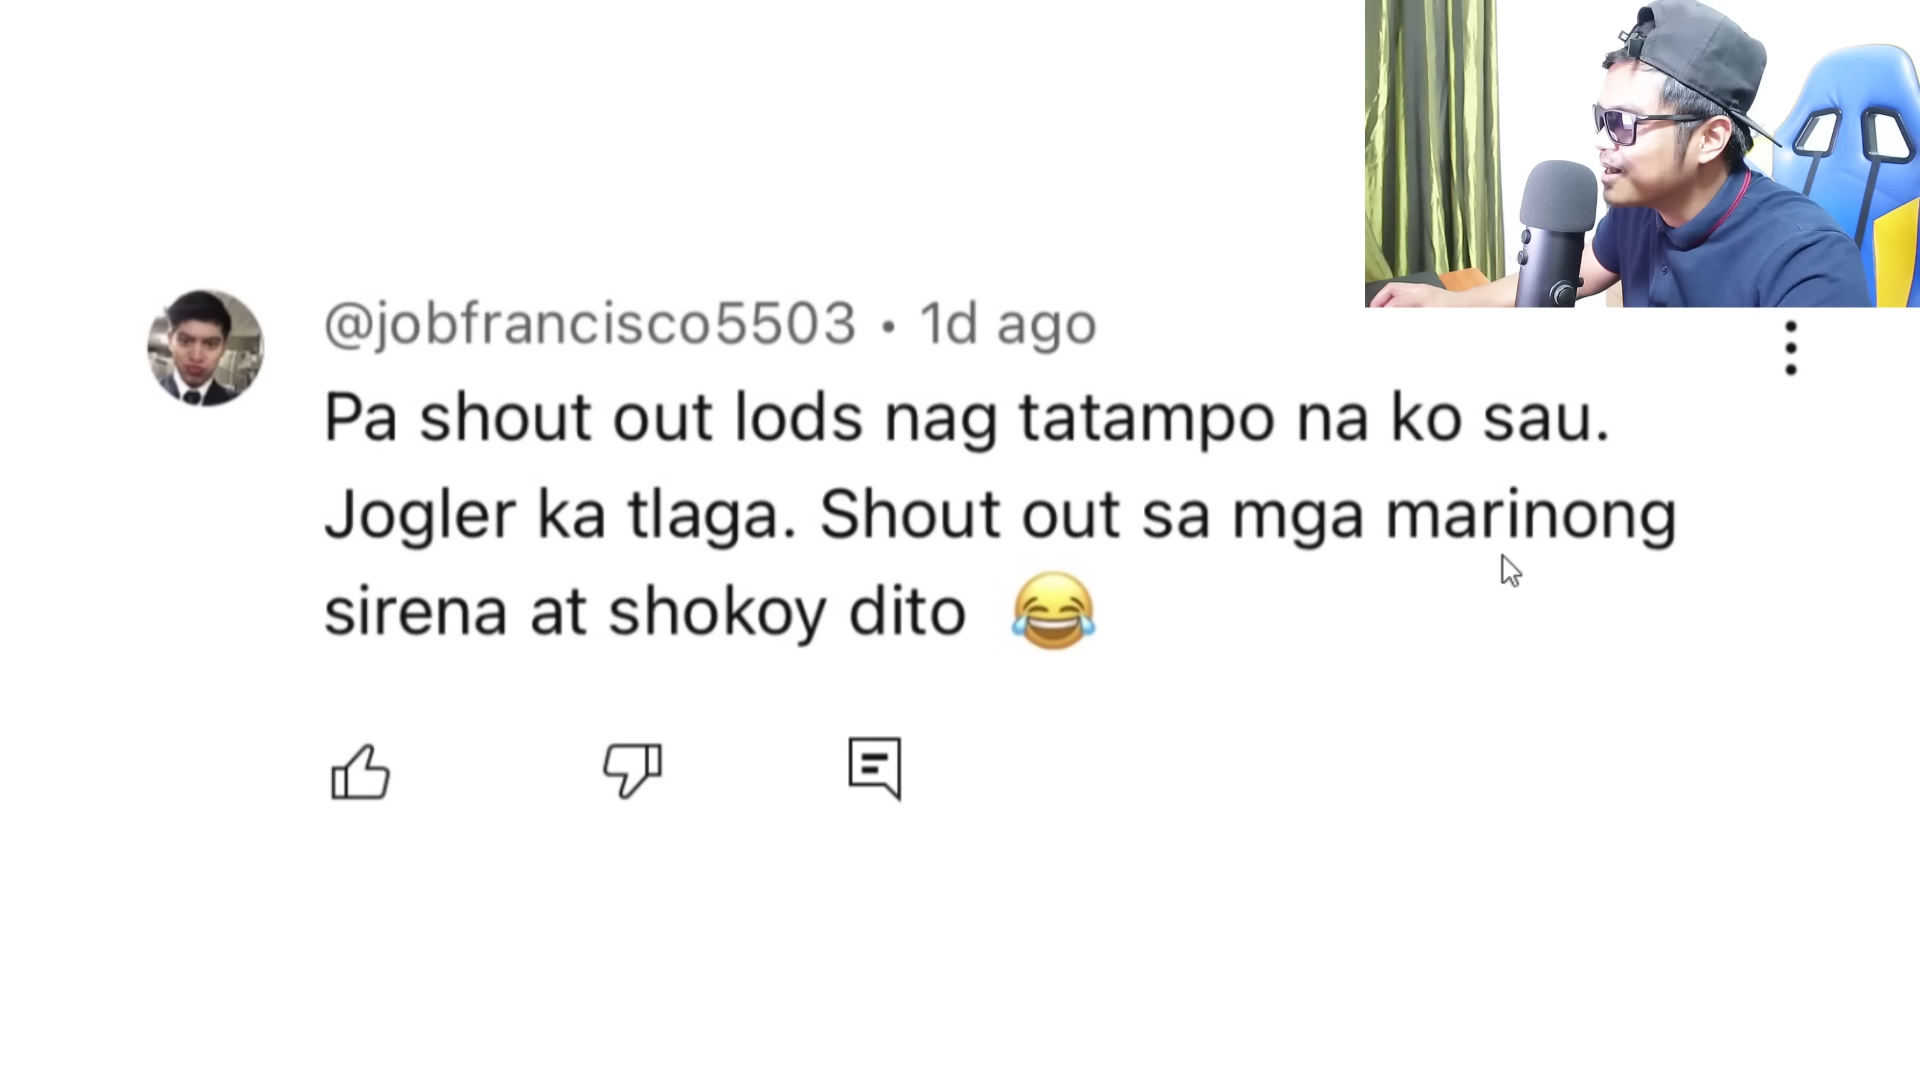 @jobfrancisco5503 • 1d ago
Pa shout out lods nag tatampo na ko sau.
Jogler ka tlaga. Shout out sa mga marinong
sirena at shokoy dito 😂